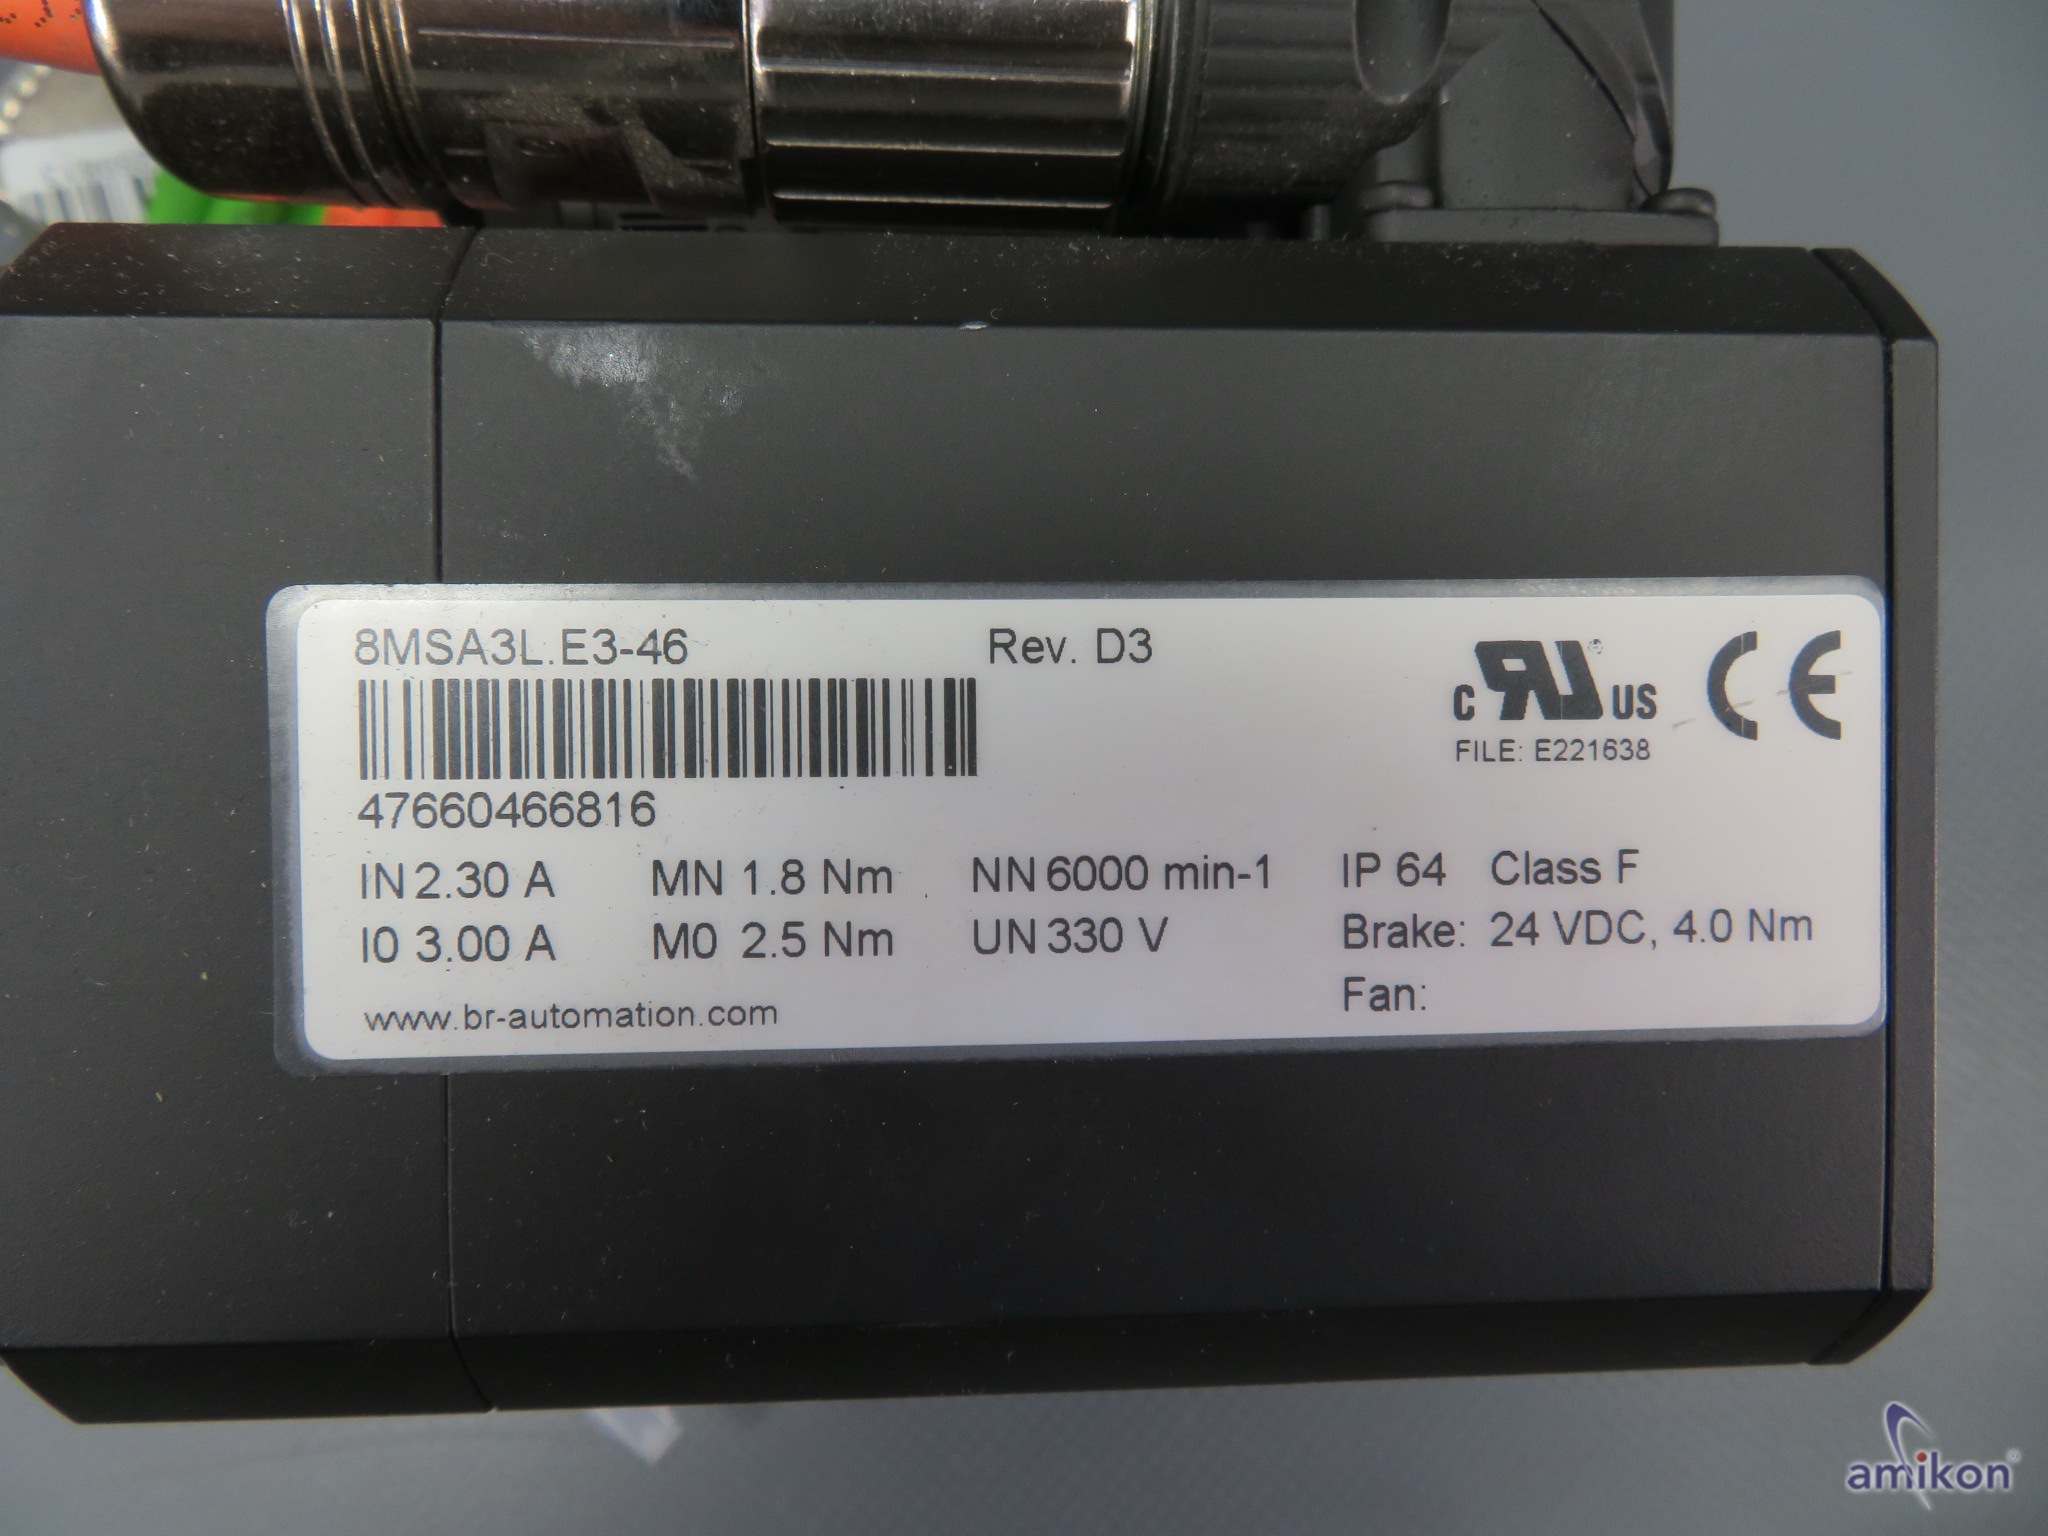 8MSA3L.E3-46 Rev. D3
c RU ® US CE
FILE: E221638
47660466816
IN 2.30 A MN 1.8 Nm NN 6000 min-1 IP 64 Class F
I0 3.00 A M0 2.5 Nm UN 330 V Brake: 24 VDC, 4.0 Nm
Fan:
www.br-automation.com
amikon®